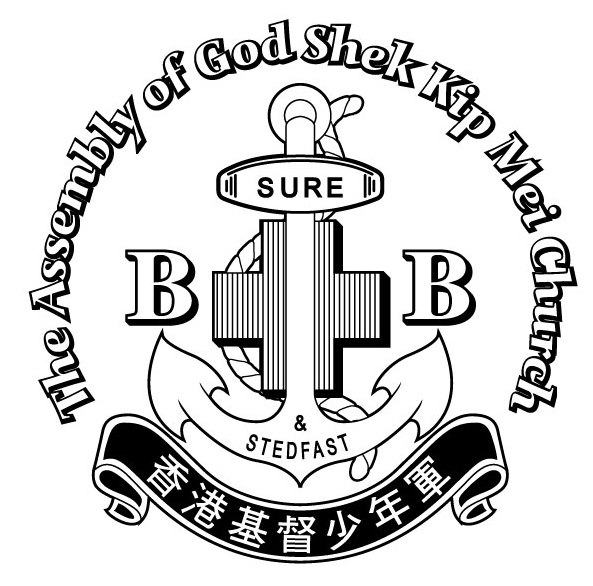 The Assembly of God Shek Kip Mei Church
SURE
B B
&
STEDFAST
香港基督少年軍